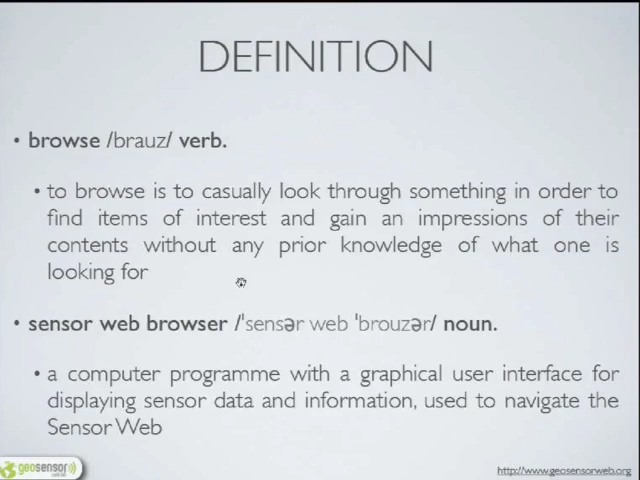 DEFINITION
• browse /brauz/ verb.
• to browse is to casually look through something in order to
find items of interest and gain an impressions of their
contents without any prior knowledge of what one is
looking for
• sensor web browser /'sensər web 'brouzər/ noun.
• a computer programme with a graphical user interface for
displaying sensor data and information, used to navigate the
Sensor Web
geosensor
http://www.geosensorweb.org